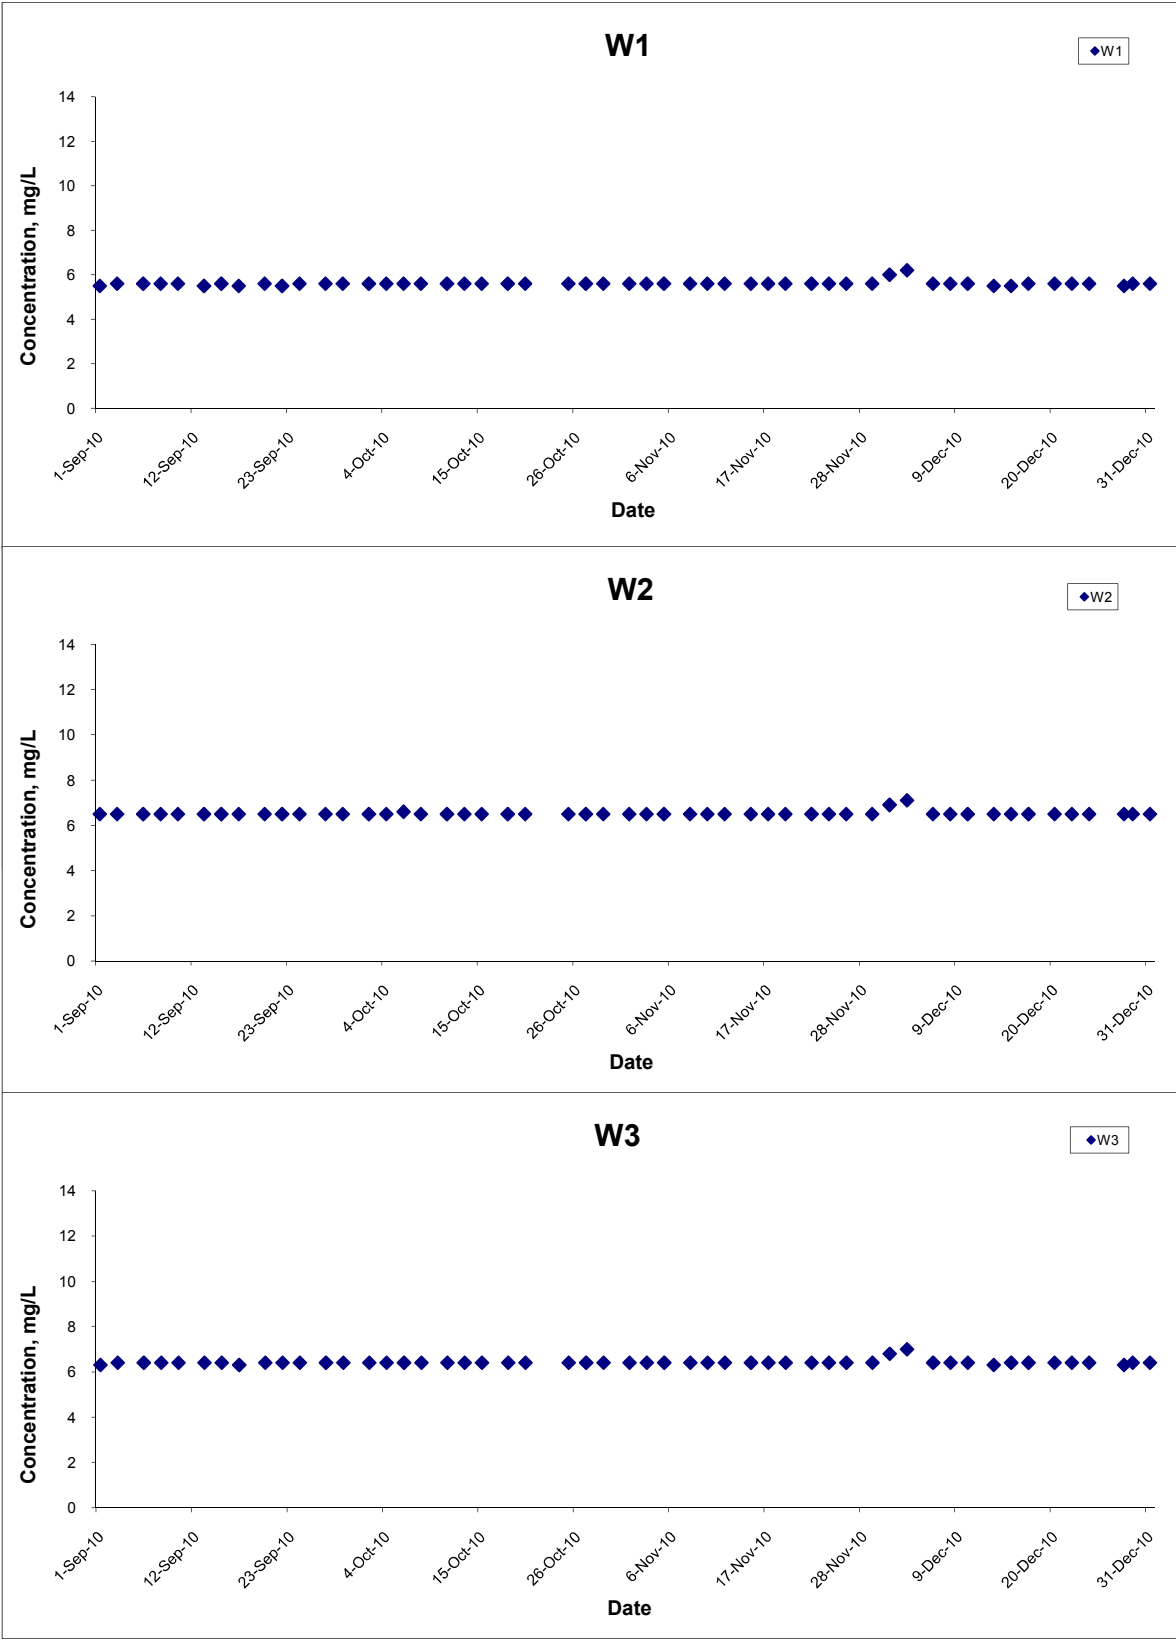 W1
W1
14
12
10
8
6
4
2
0
Concentration, mg/L
1-Sep-10 12-Sep-10 23-Sep-10 4-Oct-10 15-Oct-10 26-Oct-10 6-Nov-10 17-Nov-10 28-Nov-10 9-Dec-10 20-Dec-10 31-Dec-10
Date
W2
W2
14
12
10
8
6
4
2
0
Concentration, mg/L
1-Sep-10 12-Sep-10 23-Sep-10 4-Oct-10 15-Oct-10 26-Oct-10 6-Nov-10 17-Nov-10 28-Nov-10 9-Dec-10 20-Dec-10 31-Dec-10
Date
W3
W3
14
12
10
8
6
4
2
0
Concentration, mg/L
1-Sep-10 12-Sep-10 23-Sep-10 4-Oct-10 15-Oct-10 26-Oct-10 6-Nov-10 17-Nov-10 28-Nov-10 9-Dec-10 20-Dec-10 31-Dec-10
Date